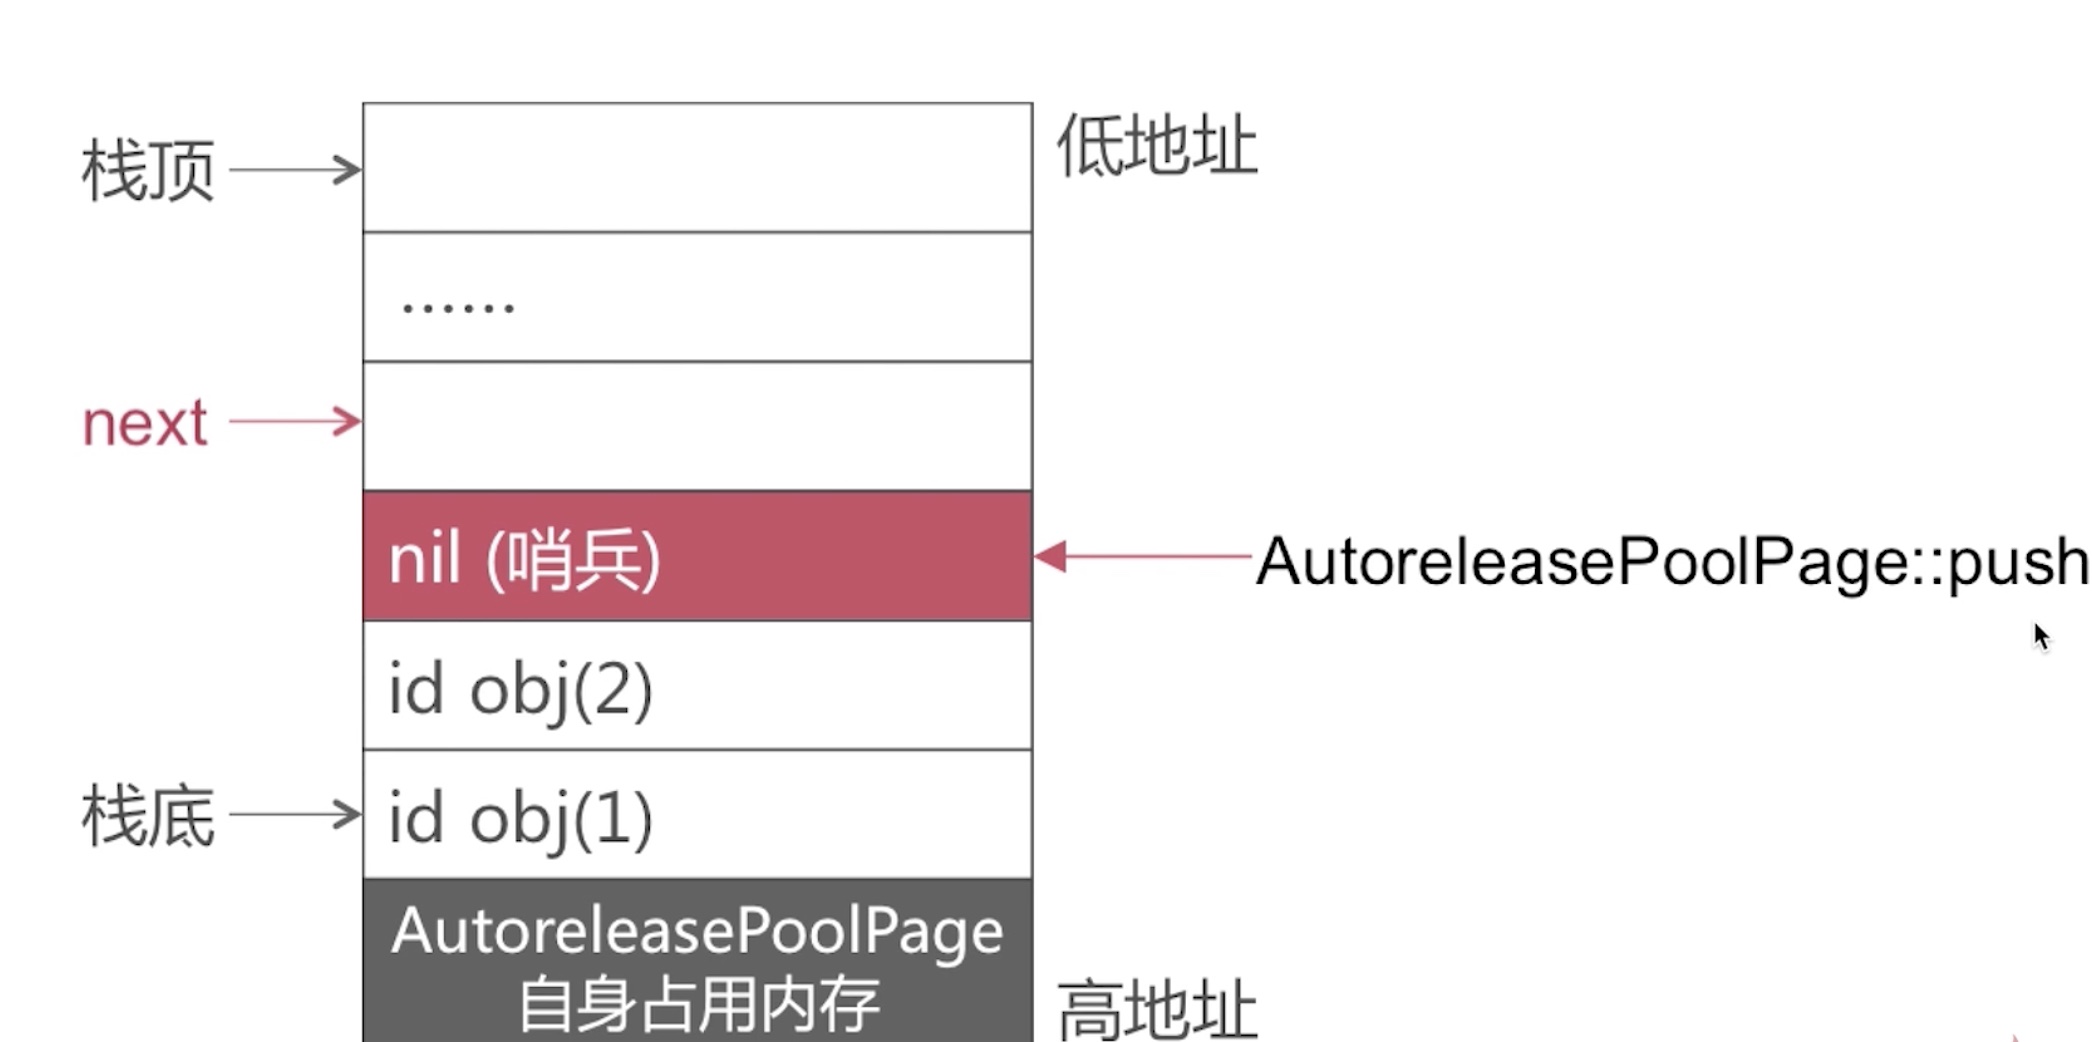 栈顶
低地址
······
next
nil (哨兵)
AutoreleasePoolPage::push
id obj(2)
栈底
id obj(1)
AutoreleasePoolPage
自身占用内存
高地址